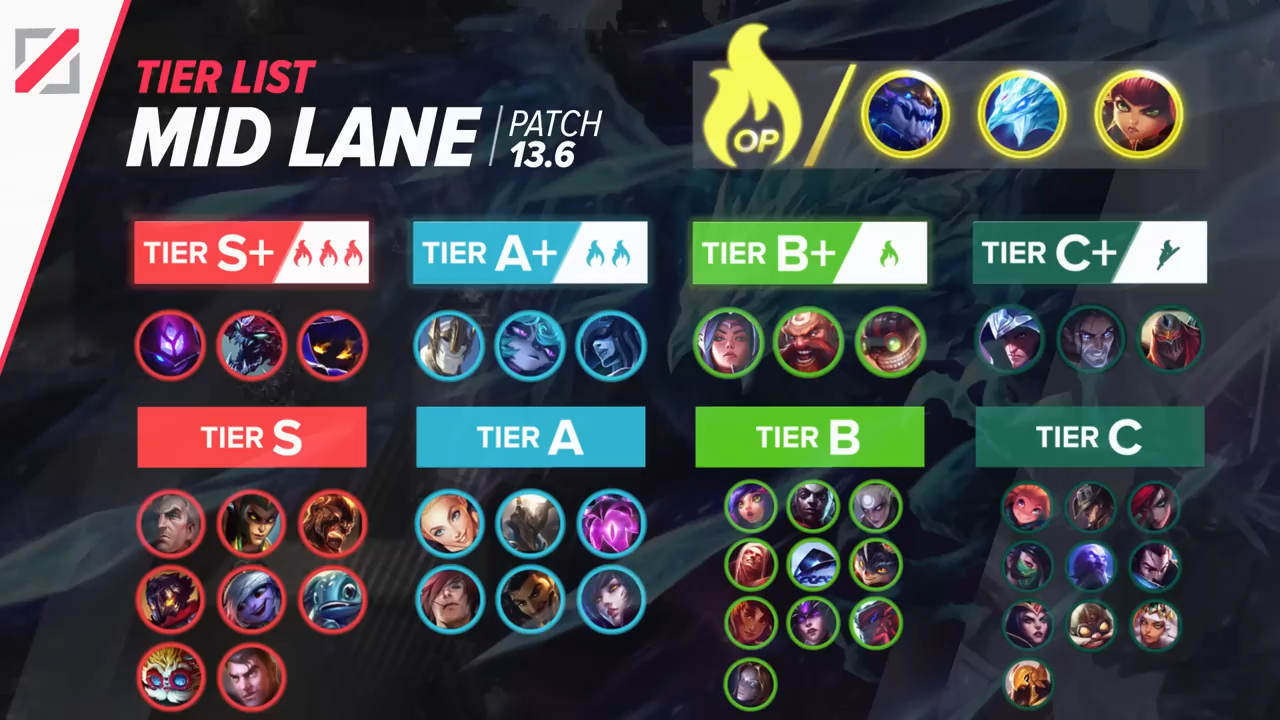 TIER LIST
MID LANE
PATCH
13.6
OP
TIER S+
TIER A+
TIER B+
TIER C+
TIER S
TIER A
TIER B
TIER C